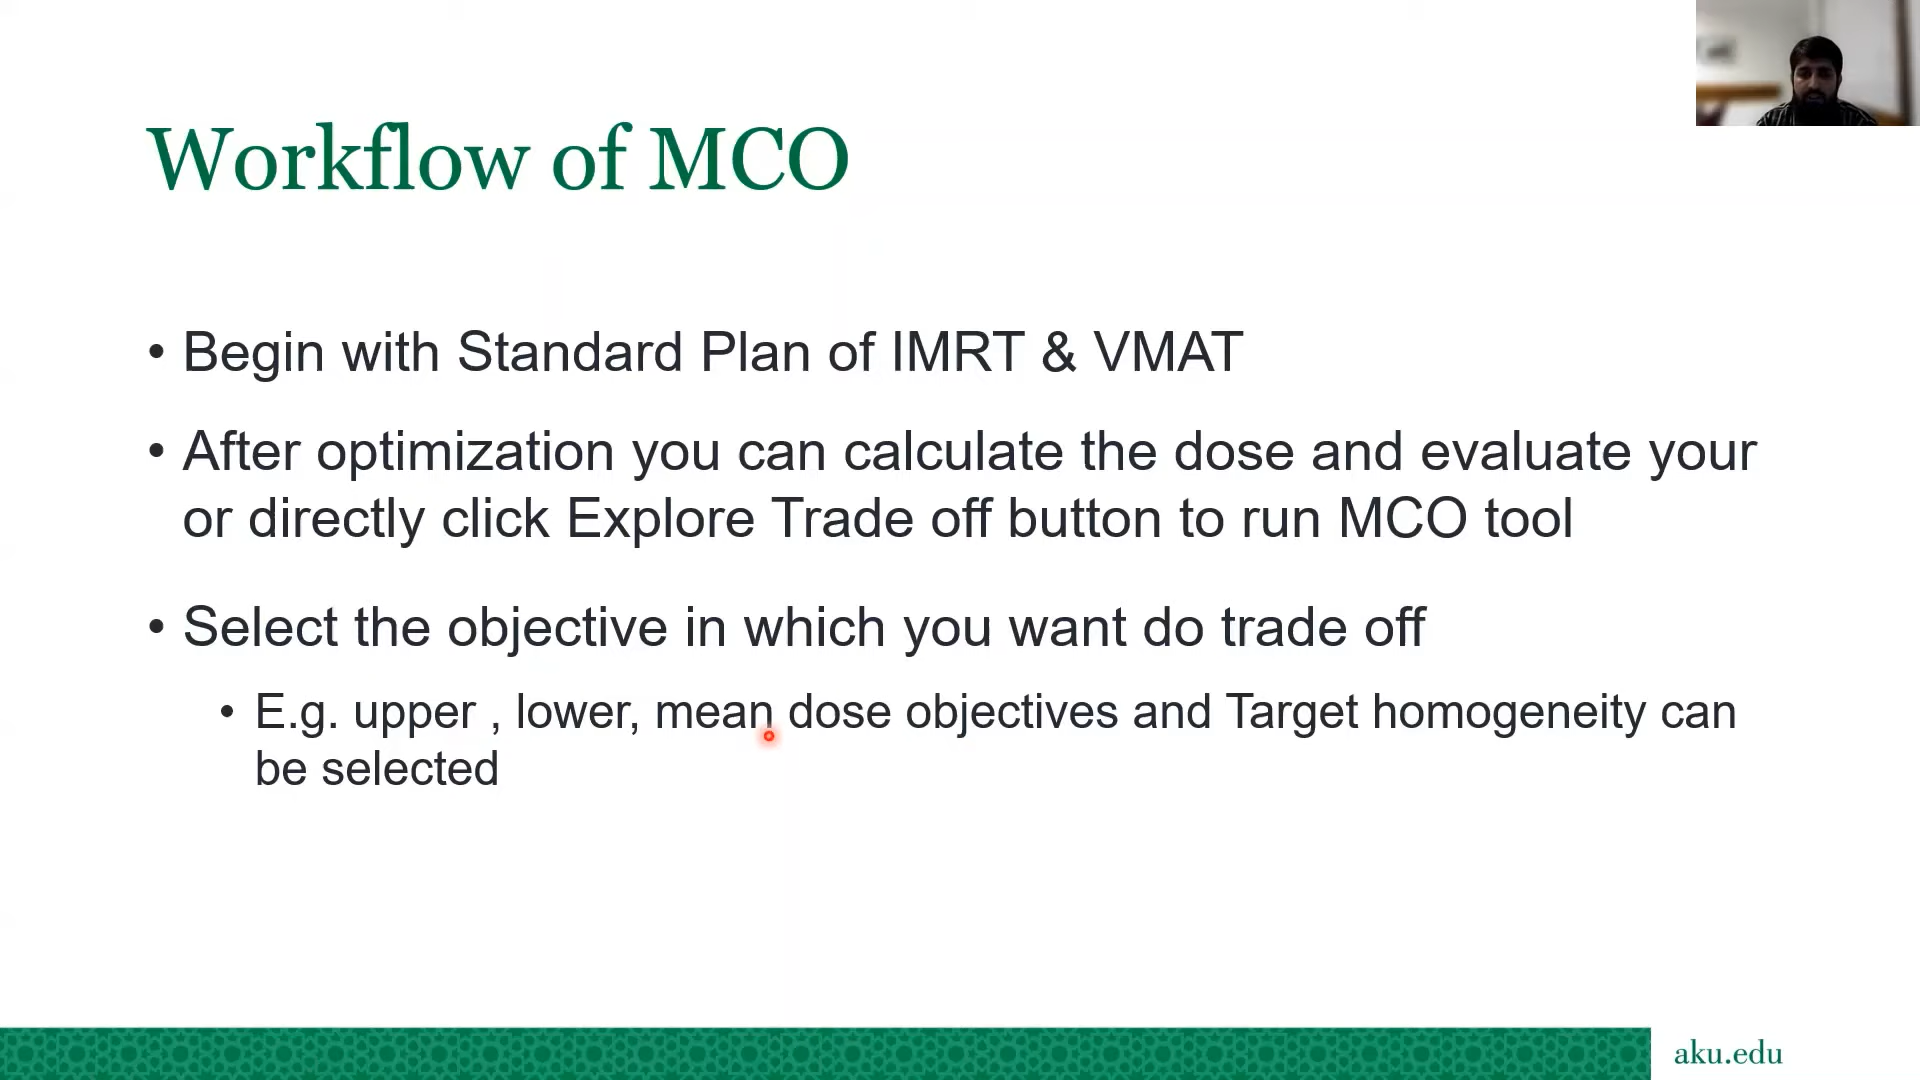 Workflow of MCO
• Begin with Standard Plan of IMRT & VMAT
• After optimization you can calculate the dose and evaluate your
or directly click Explore Trade off button to run MCO tool
• Select the objective in which you want do trade off
• E.g. upper , lower, mean dose objectives and Target homogeneity can
be selected
aku.edu